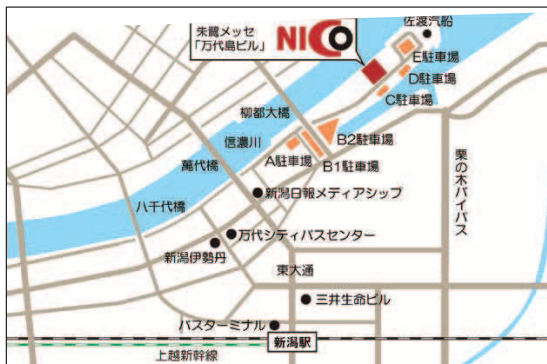 佐渡汽船
朱鷺メッセ
「万代島ビル」
NICO
E駐車場
D駐車場
C駐車場
柳都大橋
信濃川
B2駐車場
A駐車場
B1駐車場
萬代橋
新潟日報メディアシップ
八千代橋
栗の木バイパス
万代シティバスセンター
新潟伊勢丹
東大通
三井生命ビル
バスターミナル
新潟駅
上越新幹線